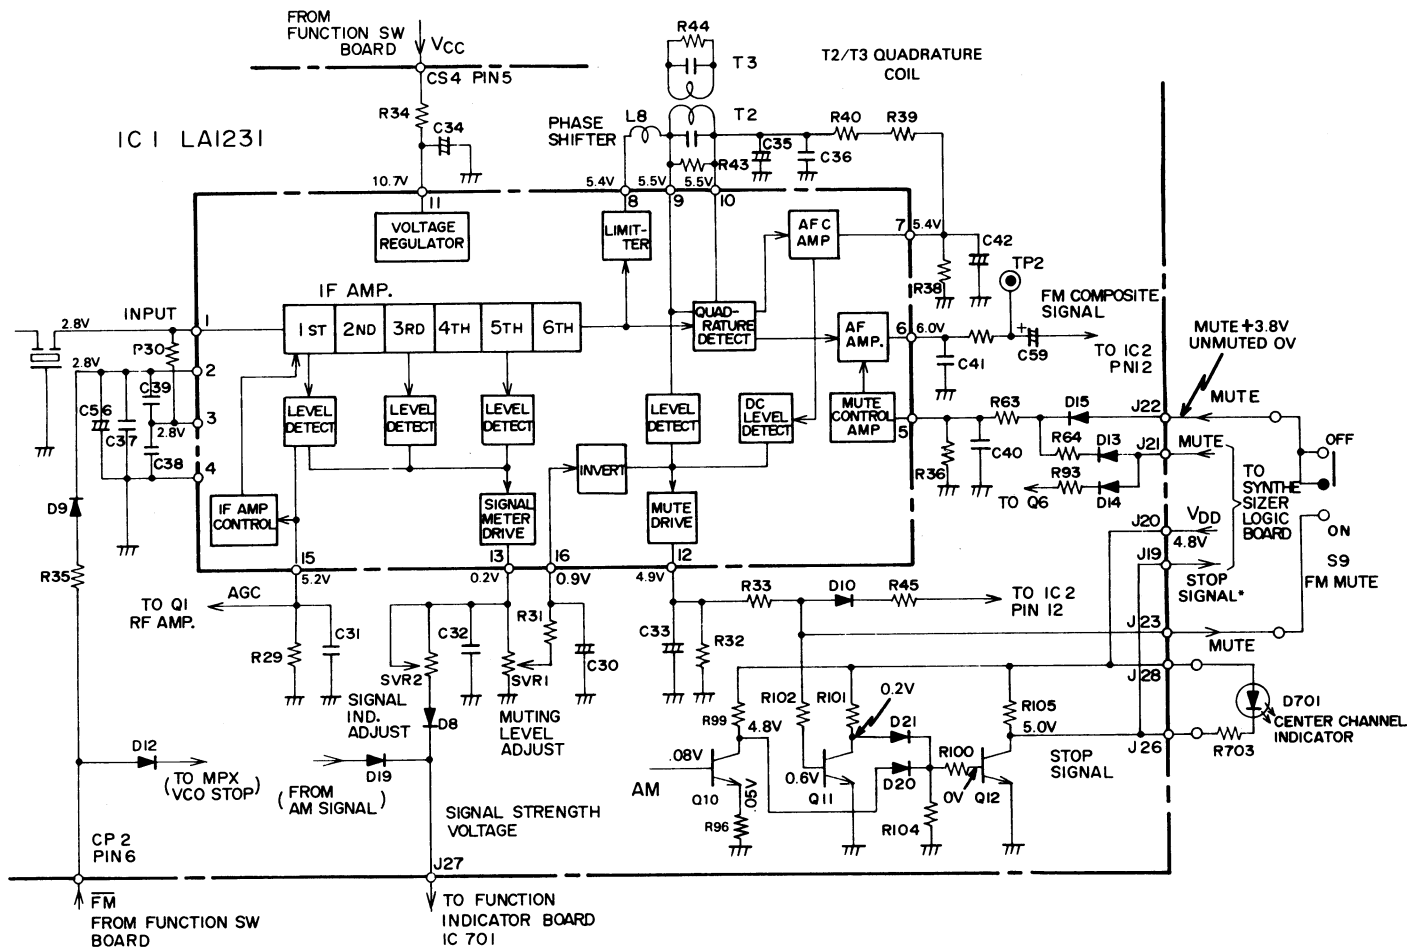 FROM
FUNCTION SW
BOARD
VCC
CS4 PIN5
R34
C34
IC1 LA1231
R44
T3
T2/T3 QUADRATURE
COIL
PHASE
SHIFTER
L8
T2
R43
C35
C36
R40
R39
10.7V
11
5.4V
8
5.5V
9
5.5V
10
VOLTAGE
REGULATOR
LIMIT-
TER
AFC
AMP
7
5.4V
C42
R38
TP2
FM COMPOSITE
SIGNAL
INPUT
2.8V
1
IF AMP.
1ST
2ND
3RD
4TH
5TH
6TH
QUAD-
RATURE
DETECT
AF
AMP.
6
6.0V
C41
+
C59
TO IC2
PN12
MUTE+3.8V
UNMUTED 0V
R30
2.8V
2
C56
C39
C37
2.8V
3
C38
4
LEVEL
DETECT
LEVEL
DETECT
LEVEL
DETECT
LEVEL
DETECT
DC
LEVEL
DETECT
MUTE
CONTROL
AMP
5
R63
D15
J22
MUTE
R64
D13
J21
MUTE
R36
C40
R93
D14
TO Q6
OFF
ON
S9
FM MUTE
TO
SYNTHE
SIZER
LOGIC
BOARD
J20
VDD
4.8V
J19
STOP
SIGNAL*
INVERT
D9
R35
IF AMP
CONTROL
SIGNAL
METER
DRIVE
MUTE
DRIVE
15
5.2V
13
0.2V
16
0.9V
12
4.9V
AGC
TO Q1
RF AMP.
R29
C31
SVR2
C32
R31
SVR1
C30
C33
R32
R33
D10
R45
TO IC2
PIN 12
J23
MUTE
J28
SIGNAL
IND.
ADJUST
D8
MUTING
LEVEL
ADJUST
R99
4.8V
R102
R101
0.2V
D21
R105
5.0V
D701
CENTER CHANNEL
INDICATOR
J26
R703
D12
TO MPX
(VCO STOP)
D19
(FROM
AM SIGNAL)
.08V
AM
Q10
.05V
R96
0.6V
Q11
D20
R100
0V
Q12
R104
STOP
SIGNAL
SIGNAL STRENGTH
VOLTAGE
CP2
PIN6
J27
FM
FROM FUNCTION SW
BOARD
TO FUNCTION
INDICATOR BOARD
IC 701